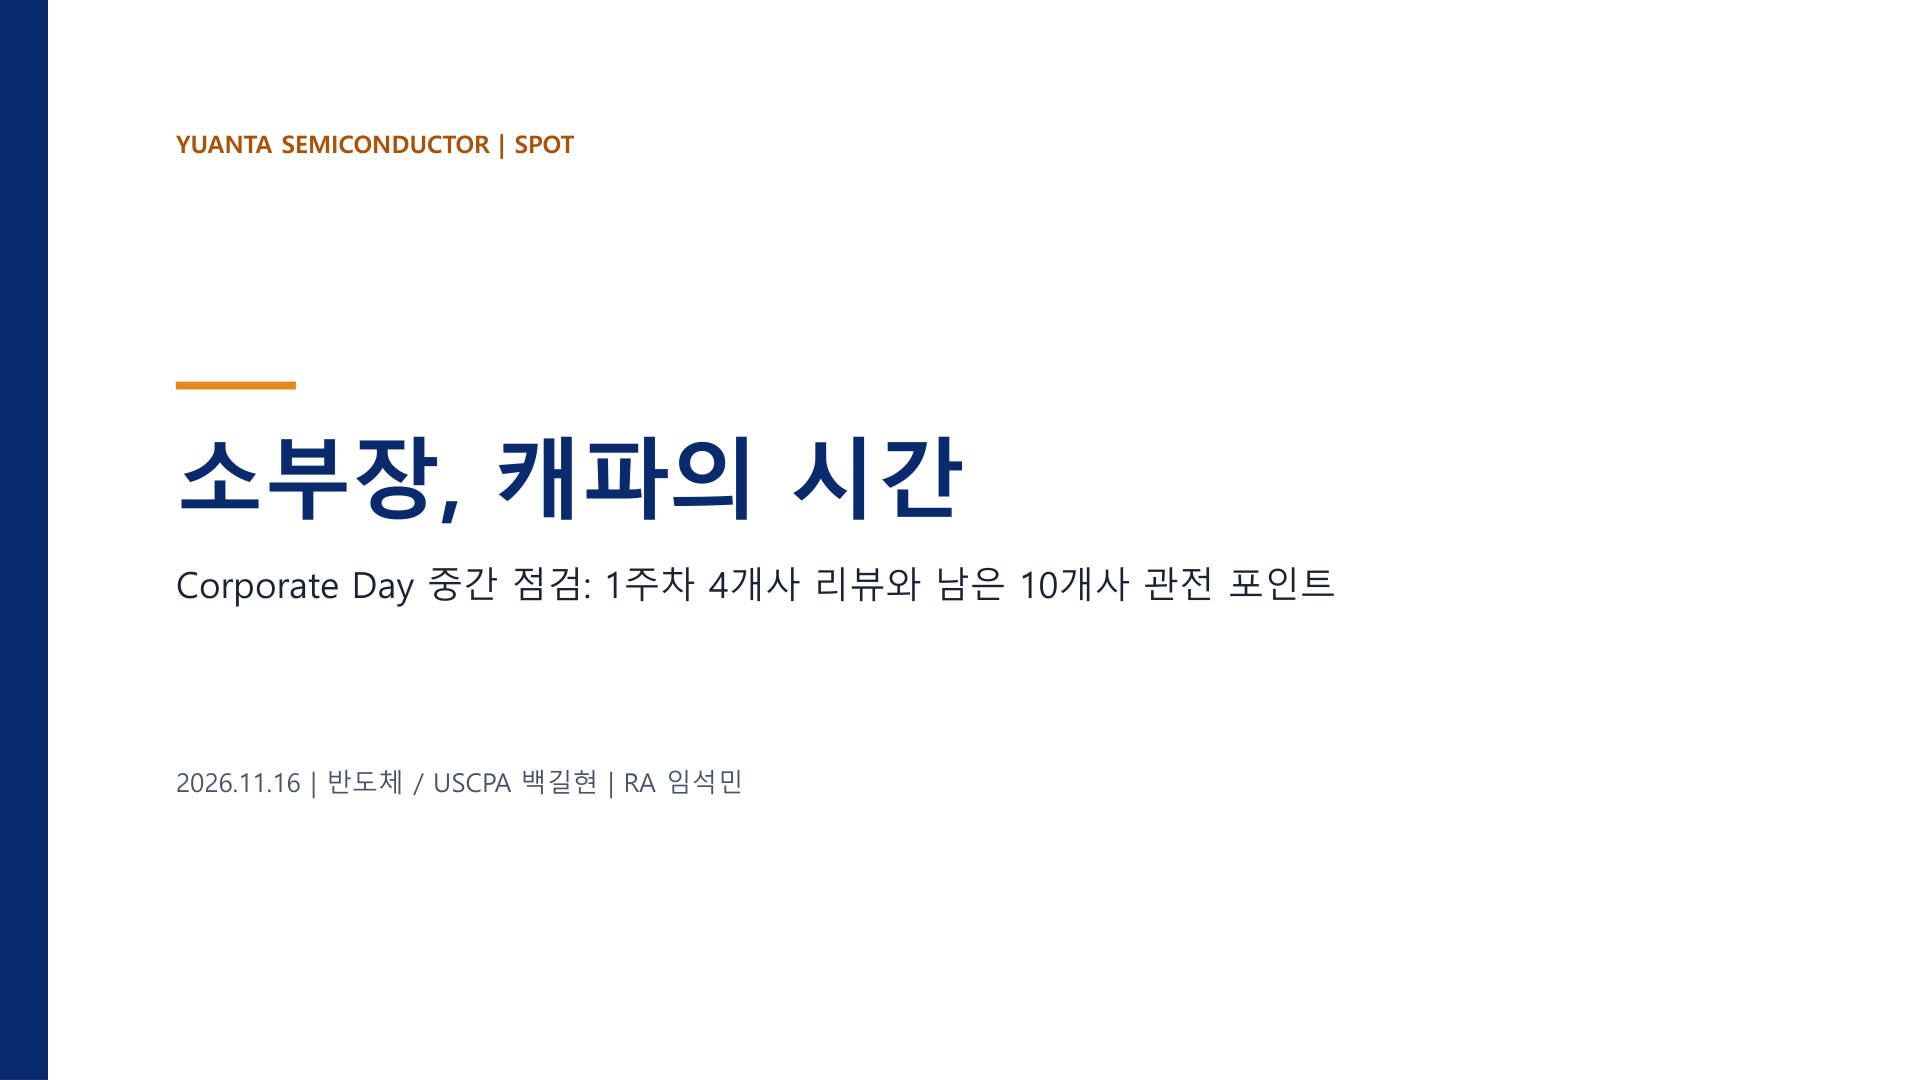 YUANTA SEMICONDUCTOR | SPOT
소부장, 캐파의 시간
Corporate Day 중간 점검: 1주차 4개사 리뷰와 남은 10개사 관전 포인트
2026.11.16 | 반도체 / USCPA 백길현 | RA 임석민